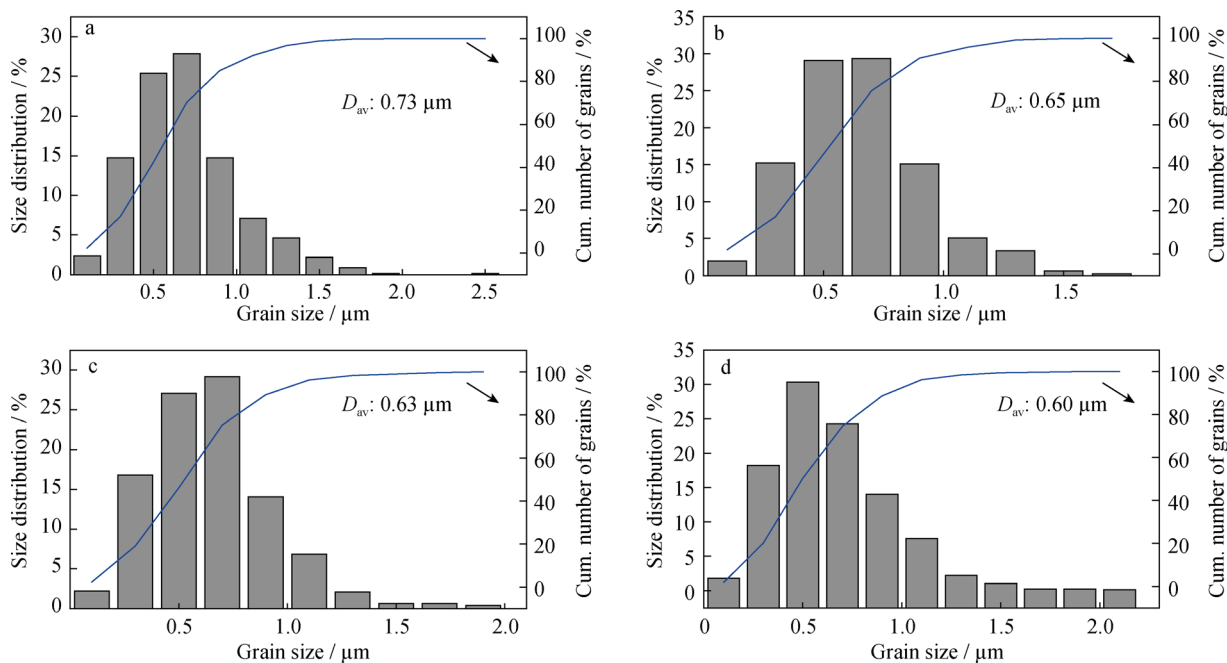 a
Size distribution / %
30
25
20
15
10
5
0
0.5 1.0 1.5 2.0 2.5
Grain size / μm
D_av: 0.73 μm
100
80
60
40
20
0
Cum. number of grains / %
b
Size distribution / %
35
30
25
20
15
10
5
0
0.5 1.0 1.5
Grain size / μm
D_av: 0.65 μm
100
80
60
40
20
0
Cum. number of grains / %
c
Size distribution / %
30
25
20
15
10
5
0
0.5 1.0 1.5 2.0
Grain size / μm
D_av: 0.63 μm
100
80
60
40
20
0
Cum. number of grains / %
d
Size distribution / %
35
30
25
20
15
10
5
0
0 0.5 1.0 1.5 2.0
Grain size / μm
D_av: 0.60 μm
100
80
60
40
20
0
Cum. number of grains / %